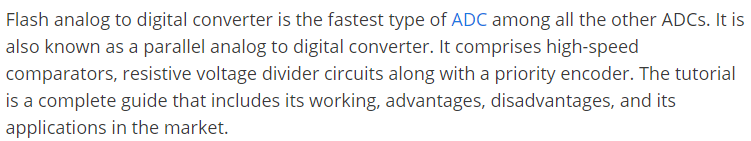 Flash analog to digital converter is the fastest type of ADC among all the other ADCs. It is
also known as a parallel analog to digital converter. It comprises high-speed
comparators, resistive voltage divider circuits along with a priority encoder. The tutorial
is a complete guide that includes its working, advantages, disadvantages, and its
applications in the market.